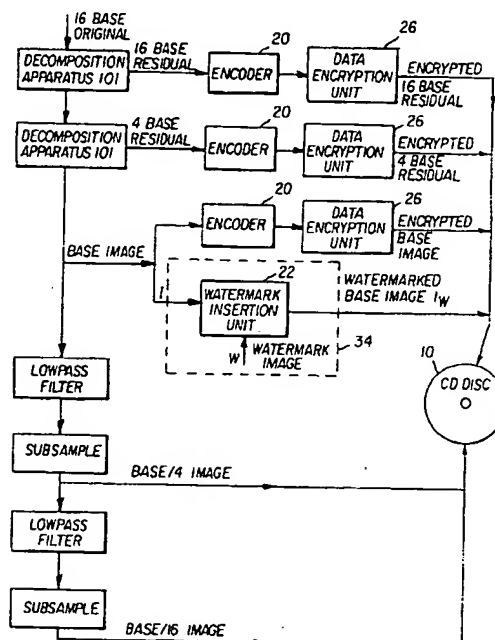 16 BASE
ORIGINAL
DECOMPOSITION
APPARATUS 101
16 BASE
RESIDUAL
20
ENCODER
26
DATA
ENCRYPTION
UNIT
ENCRYPTED
16 BASE
RESIDUAL
DECOMPOSITION
APPARATUS 101
4 BASE
RESIDUAL
20
ENCODER
26
DATA
ENCRYPTION
UNIT
ENCRYPTED
4 BASE
RESIDUAL
20
ENCODER
26
DATA
ENCRYPTION
UNIT
ENCRYPTED
BASE
IMAGE
BASE IMAGE
I
22
WATERMARK
INSERTION
UNIT
WATERMARKED
BASE IMAGE IW
W
WATERMARK
IMAGE
34
10
CD DISC
LOWPASS
FILTER
SUBSAMPLE
BASE/4 IMAGE
LOWPASS
FILTER
SUBSAMPLE
BASE/16 IMAGE